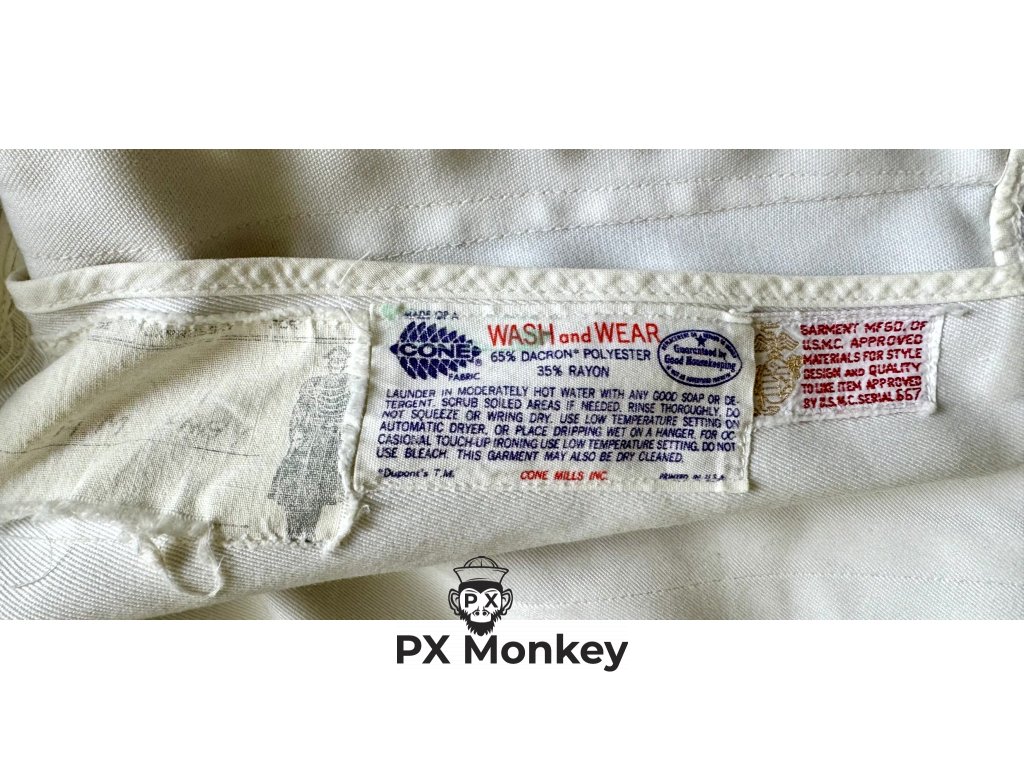 MADE OF A
CONE
®
FABRIC
WASH and WEAR
65% DACRON* POLYESTER
35% RAYON
Guaranteed by
Good Housekeeping
LAUNDER IN MODERATELY HOT WATER WITH ANY GOOD SOAP OR DE-
TERGENT. SCRUB SOILED AREAS IF NEEDED. RINSE THOROUGHLY. DO
NOT SQUEEZE OR WRING DRY. USE LOW TEMPERATURE SETTING ON
AUTOMATIC DRYER, OR PLACE DRIPPING WET ON A HANGER. FOR OC
CASIONAL TOUCH-UP IRONING USE LOW TEMPERATURE SETTING. DO NOT
USE BLEACH. THIS GARMENT MAY ALSO BE DRY CLEANED.
*Dupont's T.M.
CONE MILLS INC.
PRINTED IN U.S.A.
GARMENT MFGD. OF
U.S.M.C. APPROVED
MATERIALS FOR STYLE
DESIGN AND QUALITY
TO LIKE ITEM APPROVED
BY U.S.M.C. SERIAL 667
PX
PX Monkey